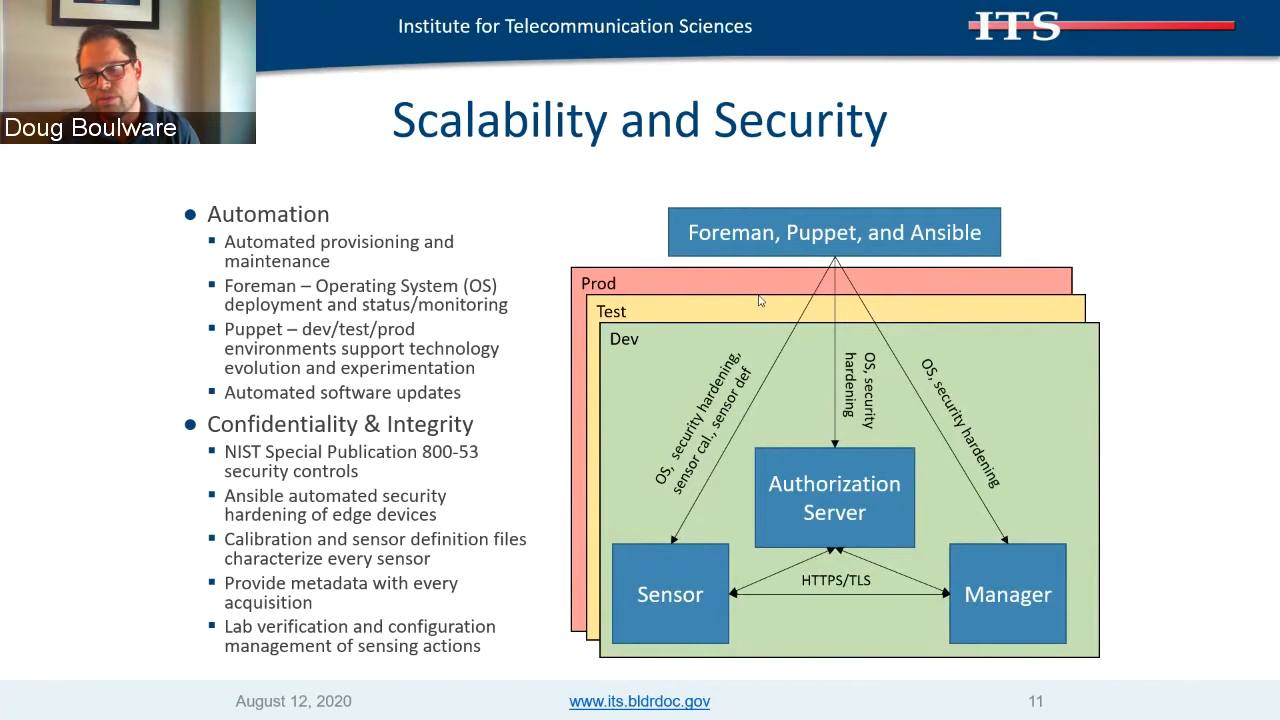 Institute for Telecommunication Sciences
ITS
Doug Boulware
Scalability and Security
● Automation
▪ Automated provisioning and
maintenance
▪ Foreman – Operating System (OS)
deployment and status/monitoring
▪ Puppet – dev/test/prod
environments support technology
evolution and experimentation
▪ Automated software updates
● Confidentiality & Integrity
▪ NIST Special Publication 800-53
security controls
▪ Ansible automated security
hardening of edge devices
▪ Calibration and sensor definition files
characterize every sensor
▪ Provide metadata with every
acquisition
▪ Lab verification and configuration
management of sensing actions
Foreman, Puppet, and Ansible
Prod
Test
Dev
OS, security hardening,
sensor cal., sensor def
OS, security
hardening
OS, security hardening
Authorization
Server
Sensor
HTTPS/TLS
Manager
August 12, 2020
www.its.bldrdoc.gov
11